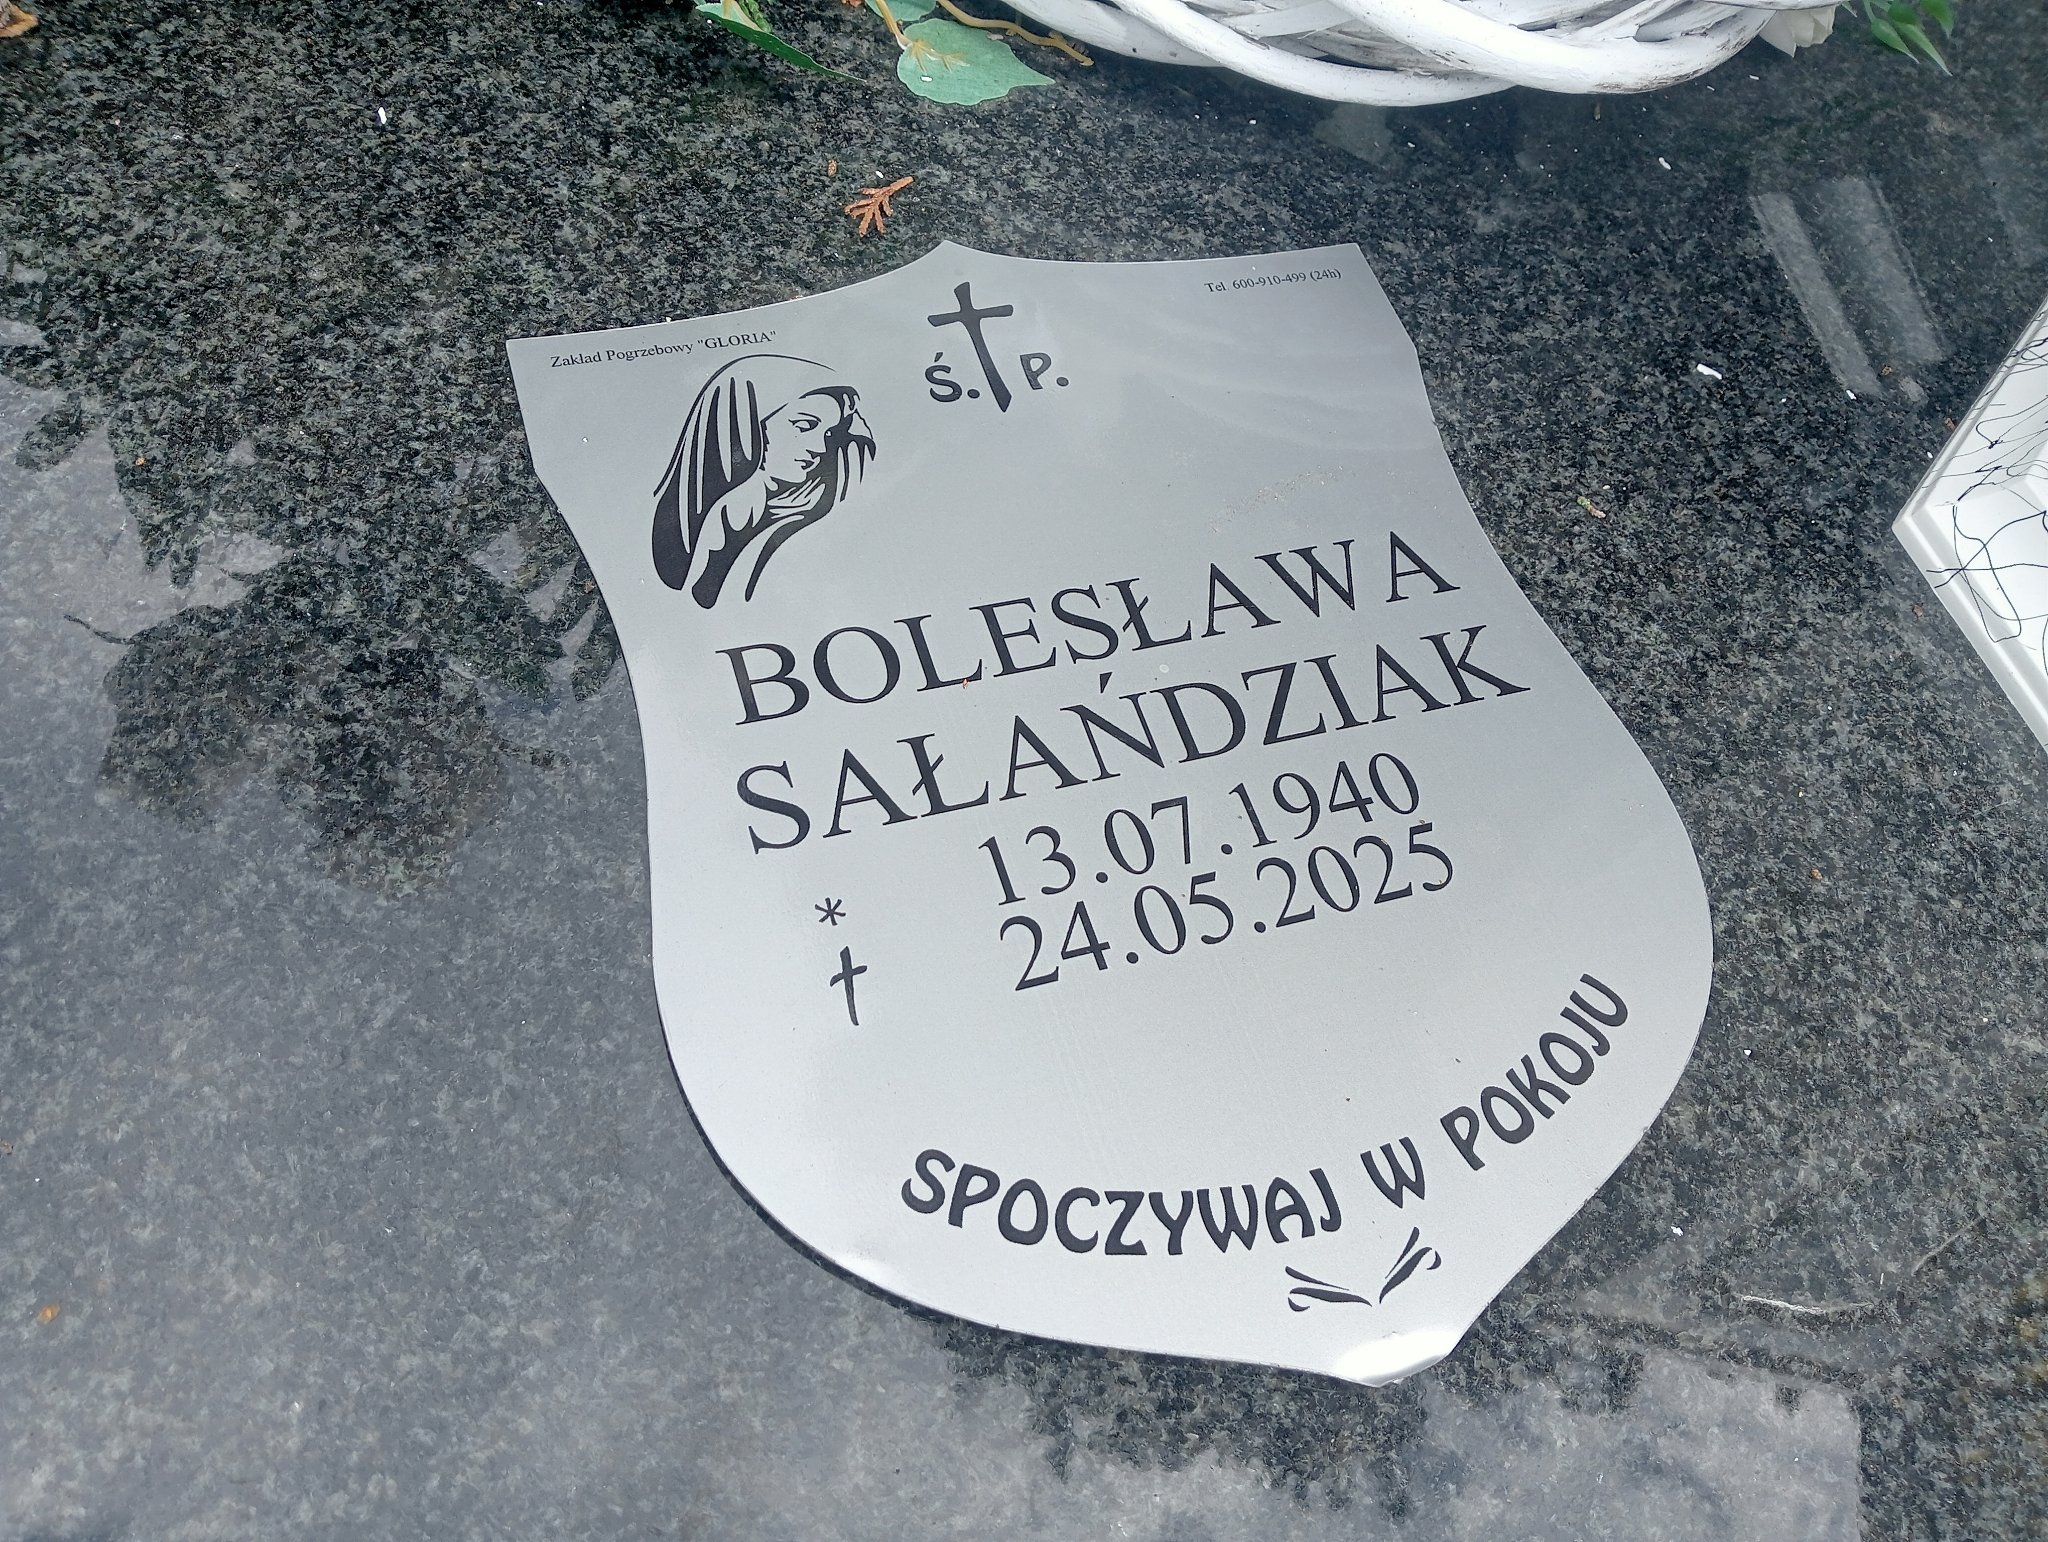 Zakład Pogrzebowy "GLORIA"
Tel. 600-910-499 (24h)
Ś. P.
BOLESŁAWA
SAŁAŃDZIAK
* 13.07.1940
† 24.05.2025
SPOCZYWAJ W POKOJU